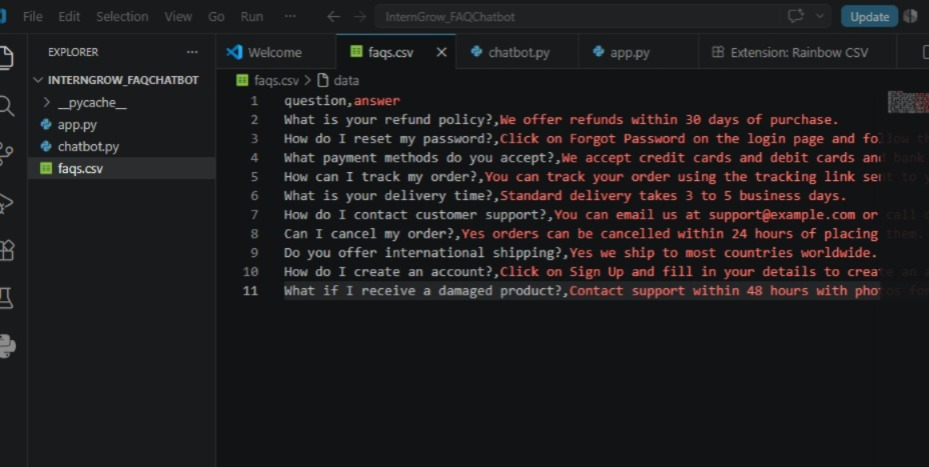 File Edit Selection View Go Run ··· ← → InternGrow_FAQChatbot Update
EXPLORER ···
INTERNGROW_FAQCHATBOT
__pycache__
app.py
chatbot.py
faqs.csv
Welcome faqs.csv × chatbot.py app.py Extension: Rainbow CSV
faqs.csv > data
1 question,answer
2 What is your refund policy?,We offer refunds within 30 days of purchase.
3 How do I reset my password?,Click on Forgot Password on the login page and follow
4 What payment methods do you accept?,We accept credit cards and debit cards and bank
5 How can I track my order?,You can track your order using the tracking link sent to
6 What is your delivery time?,Standard delivery takes 3 to 5 business days.
7 How do I contact customer support?,You can email us at support@example.com or call
8 Can I cancel my order?,Yes orders can be cancelled within 24 hours of placing them.
9 Do you offer international shipping?,Yes we ship to most countries worldwide.
10 How do I create an account?,Click on Sign Up and fill in your details to create an
11 What if I receive a damaged product?,Contact support within 48 hours with photos